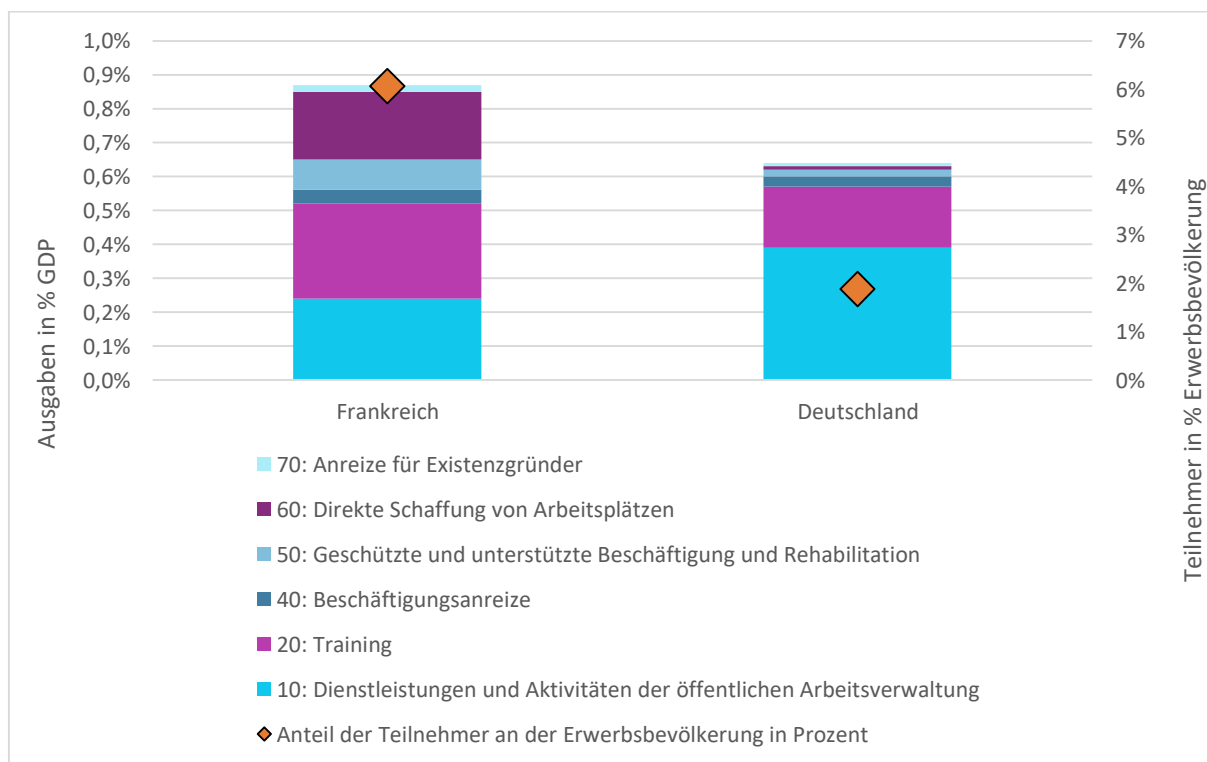 Ausgaben in % GDP
1,0%
0,9%
0,8%
0,7%
0,6%
0,5%
0,4%
0,3%
0,2%
0,1%
0,0%
7%
6%
5%
4%
3%
2%
1%
0%
Teilnehmer in % Erwerbsbevölkerung
Frankreich
Deutschland
70: Anreize für Existenzgründer
60: Direkte Schaffung von Arbeitsplätzen
50: Geschützte und unterstützte Beschäftigung und Rehabilitation
40: Beschäftigungsanreize
20: Training
10: Dienstleistungen und Aktivitäten der öffentlichen Arbeitsverwaltung
Anteil der Teilnehmer an der Erwerbsbevölkerung in Prozent